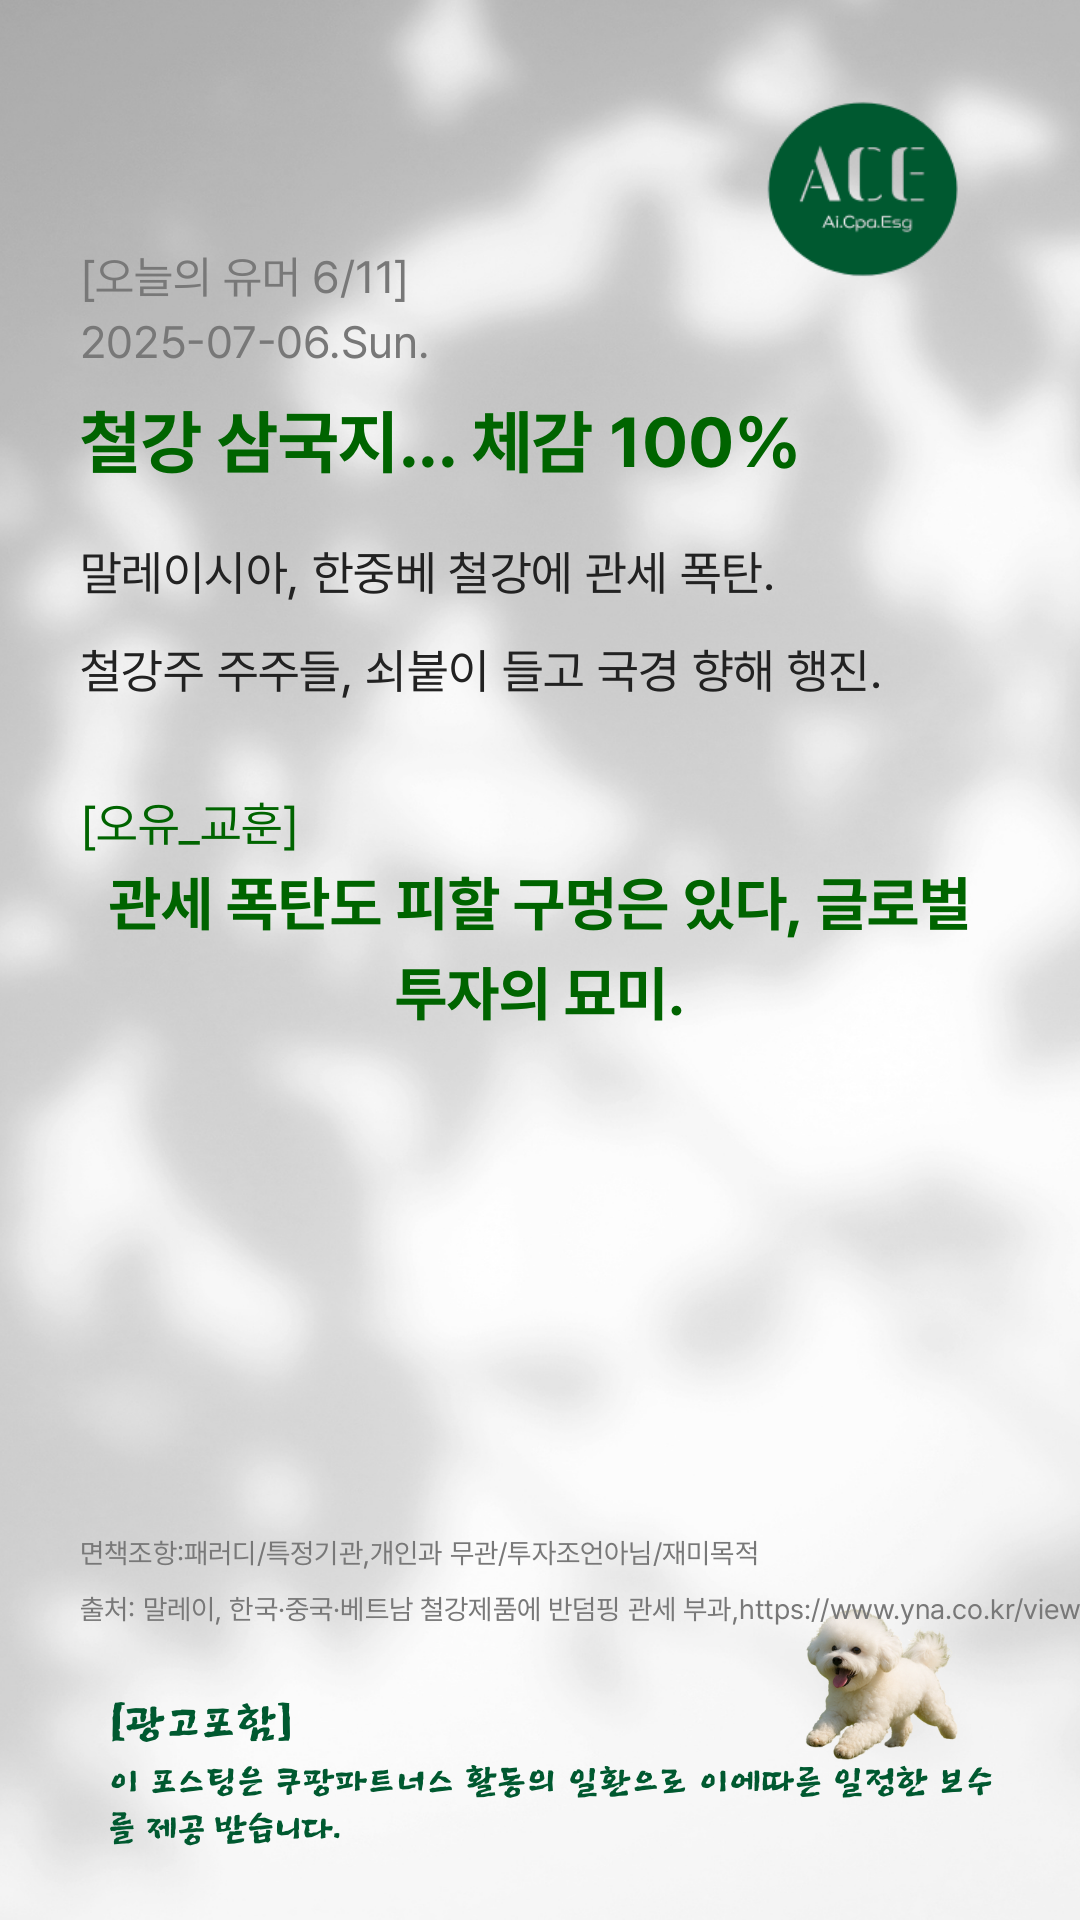 ACE
Ai.Cpa.Esg
[오늘의 유머 6/11]
2025-07-06.Sun.
철강 삼국지... 체감 100%
말레이시아, 한중베 철강에 관세 폭탄.
철강주 주주들, 쇠붙이 들고 국경 향해 행진.
[오유_교훈]
관세 폭탄도 피할 구멍은 있다, 글로벌
투자의 묘미.
면책조항:패러디/특정기관,개인과 무관/투자조언아님/재미목적
출처: 말레이, 한국·중국·베트남 철강제품에 반덤핑 관세 부과,https://www.yna.co.kr/view
[광고포함]
이 포스팅은 쿠팡파트너스 활동의 일환으로 이에따른 일정한 보수
를 제공 받습니다.